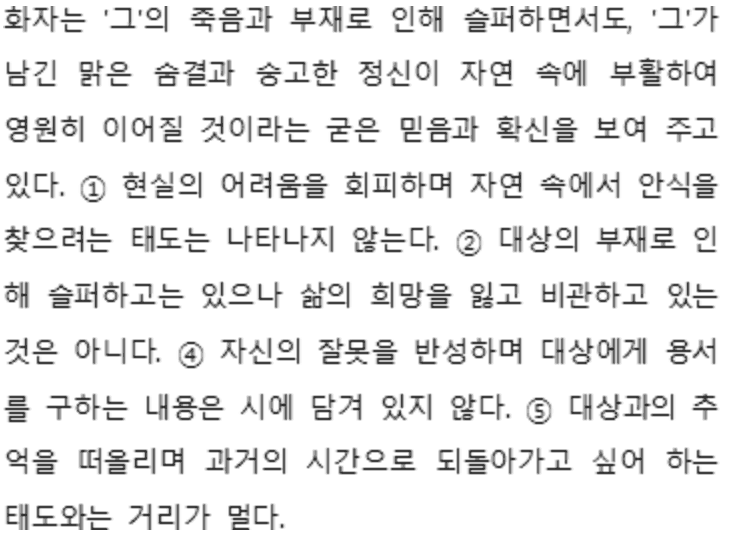 화자는 '그'의 죽음과 부재로 인해 슬퍼하면서도, '그'가
남긴 맑은 숨결과 숭고한 정신이 자연 속에 부활하여
영원히 이어질 것이라는 굳은 믿음과 확신을 보여 주고
있다. ① 현실의 어려움을 회피하며 자연 속에서 안식을
찾으려는 태도는 나타나지 않는다. ② 대상의 부재로 인
해 슬퍼하고는 있으나 삶의 희망을 잃고 비관하고 있는
것은 아니다. ④ 자신의 잘못을 반성하며 대상에게 용서
를 구하는 내용은 시에 담겨 있지 않다. ⑤ 대상과의 추
억을 떠올리며 과거의 시간으로 되돌아가고 싶어 하는
태도와는 거리가 멀다.